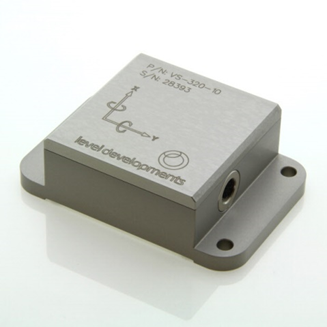 P/N: VS-320-10
S/N: 28393
X
Y
level developments